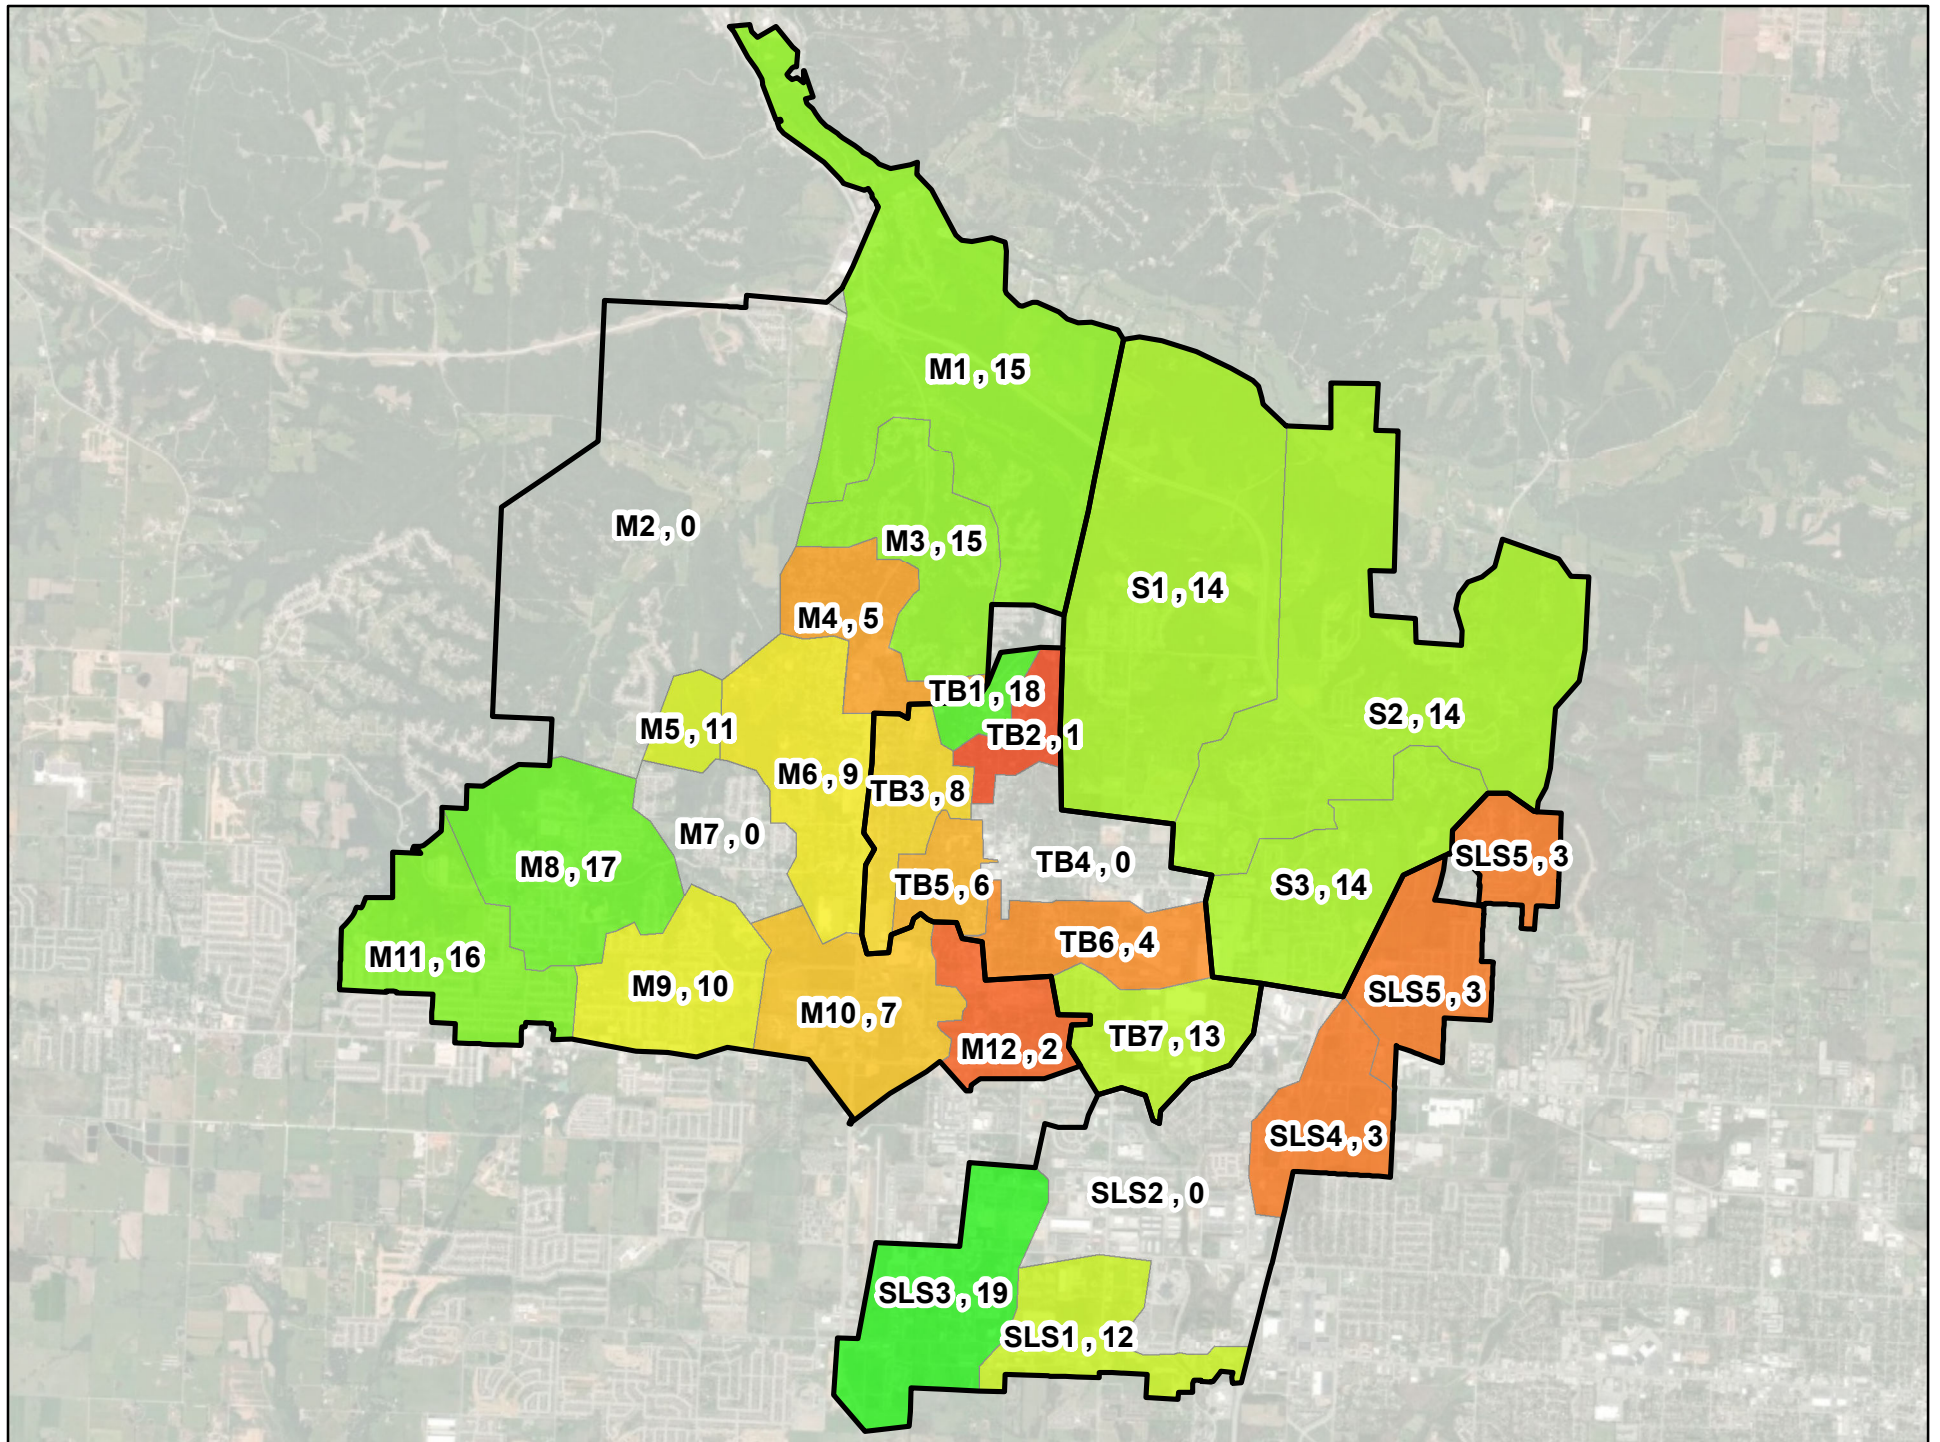 M1 , 15
M2 , 0
M3 , 15
S1 , 14
M4 , 5
TB1 , 18
S2 , 14
M5 , 11
TB2 , 1
M6 , 9
TB3 , 8
M7 , 0
TB4 , 0
SLS5 , 3
M8 , 17
TB5 , 6
S3 , 14
TB6 , 4
M11 , 16
M9 , 10
SLS5 , 3
M10 , 7
TB7 , 13
M12 , 2
SLS4 , 3
SLS2 , 0
SLS3 , 19
SLS1 , 12